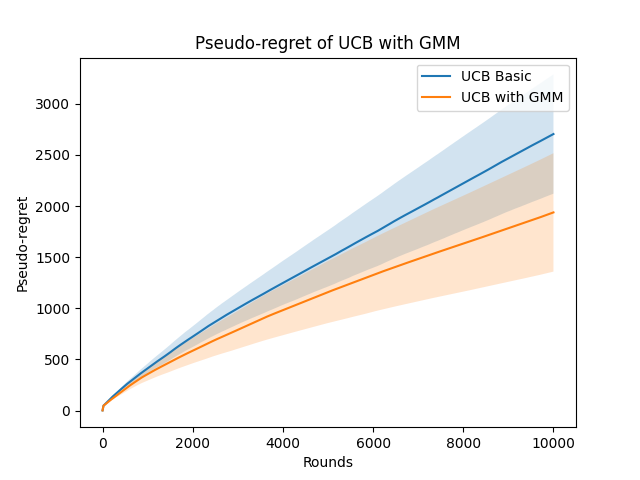 Pseudo-regret of UCB with GMM
UCB Basic
UCB with GMM
3000
2500
2000
1500
1000
500
0
Pseudo-regret
0 2000 4000 6000 8000 10000
Rounds